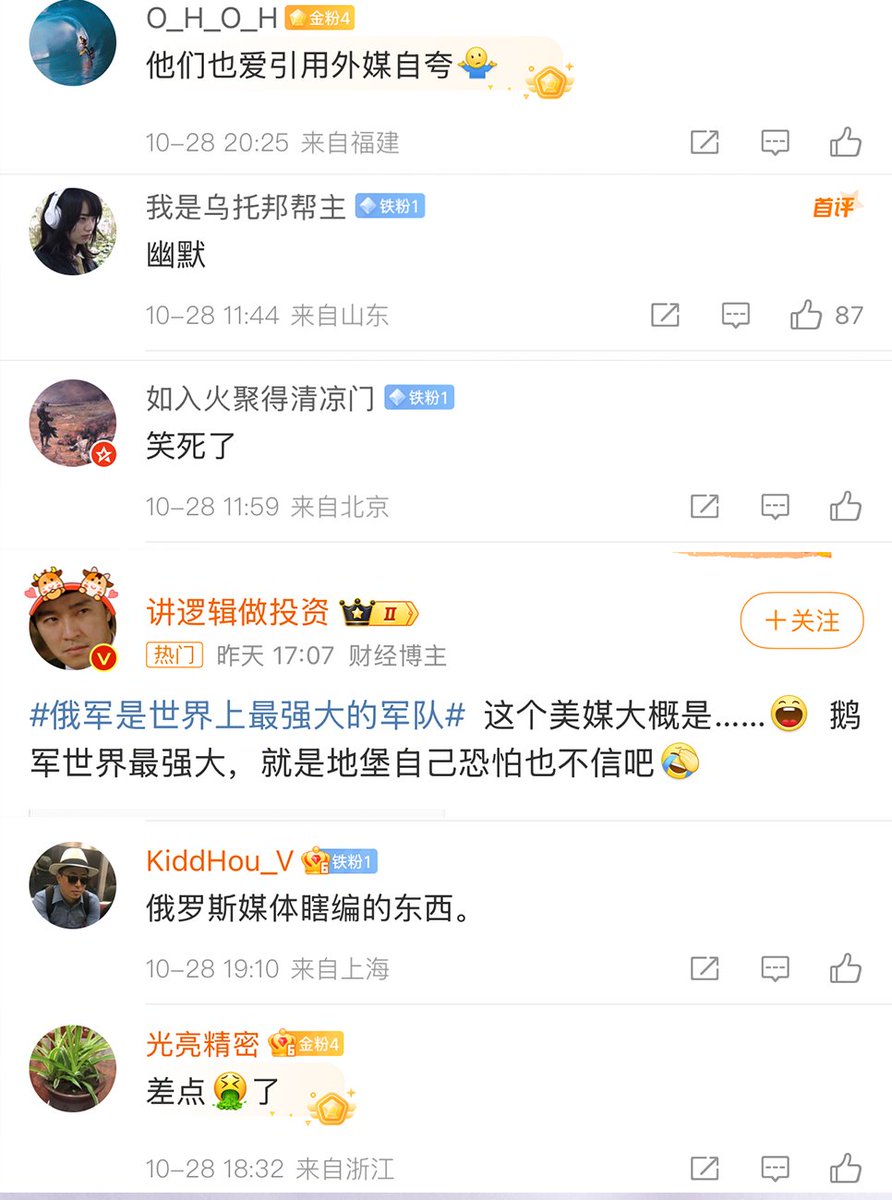 O_H_O_H 金粉4
他们也爱引用外媒自夸
10-28 20:25 来自福建
我是乌托邦帮主 铁粉1 首评
幽默
10-28 11:44 来自山东 87
如入火聚得清凉门 铁粉1
笑死了
10-28 11:59 来自北京
讲逻辑做投资 II
+关注
热门 昨天 17:07 财经博主
#俄军是世界上最强大的军队# 这个美媒大概是…… 鹅
军世界最强大，就是地堡自己恐怕也不信吧
KiddHou_V 6 铁粉1
俄罗斯媒体瞎编的东西。
10-28 19:10 来自上海
光亮精密 6 金粉4
差点了
10-28 18:32 来自浙江